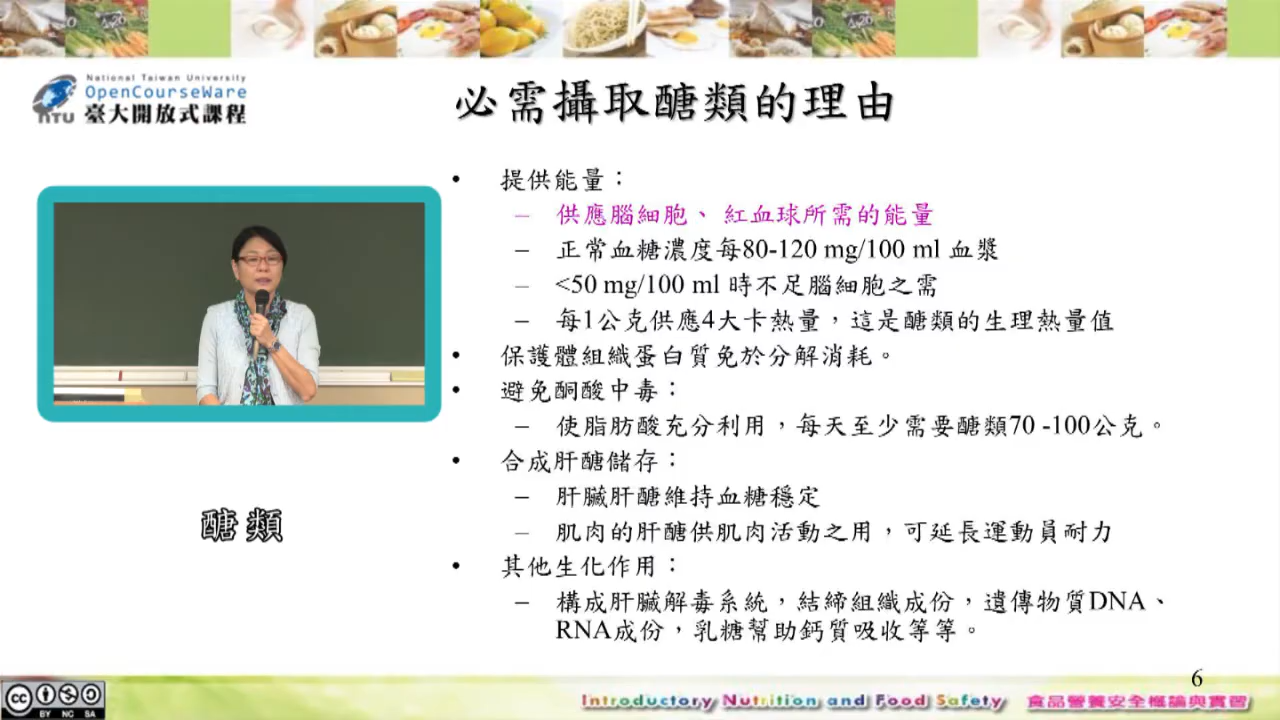 National Taiwan University
OpenCourseWare
NTU 臺大開放式課程
必需攝取醣類的理由
• 提供能量：
– 供應腦細胞、 紅血球所需的能量
– 正常血糖濃度每80-120 mg/100 ml 血漿
– <50 mg/100 ml 時不足腦細胞之需
– 每1公克供應4大卡熱量，這是醣類的生理熱量值
• 保護體組織蛋白質免於分解消耗。
• 避免酮酸中毒：
– 使脂肪酸充分利用，每天至少需要醣類70 -100公克。
• 合成肝醣儲存：
– 肝臟肝醣維持血糖穩定
– 肌肉的肝醣供肌肉活動之用，可延長運動員耐力
• 其他生化作用：
– 構成肝臟解毒系統，結締組織成份，遺傳物質DNA、
RNA成份，乳糖幫助鈣質吸收等等。
醣類
6
cc BY NC SA
Introductory Nutrition and Food Safety 食品營養安全概論與實習